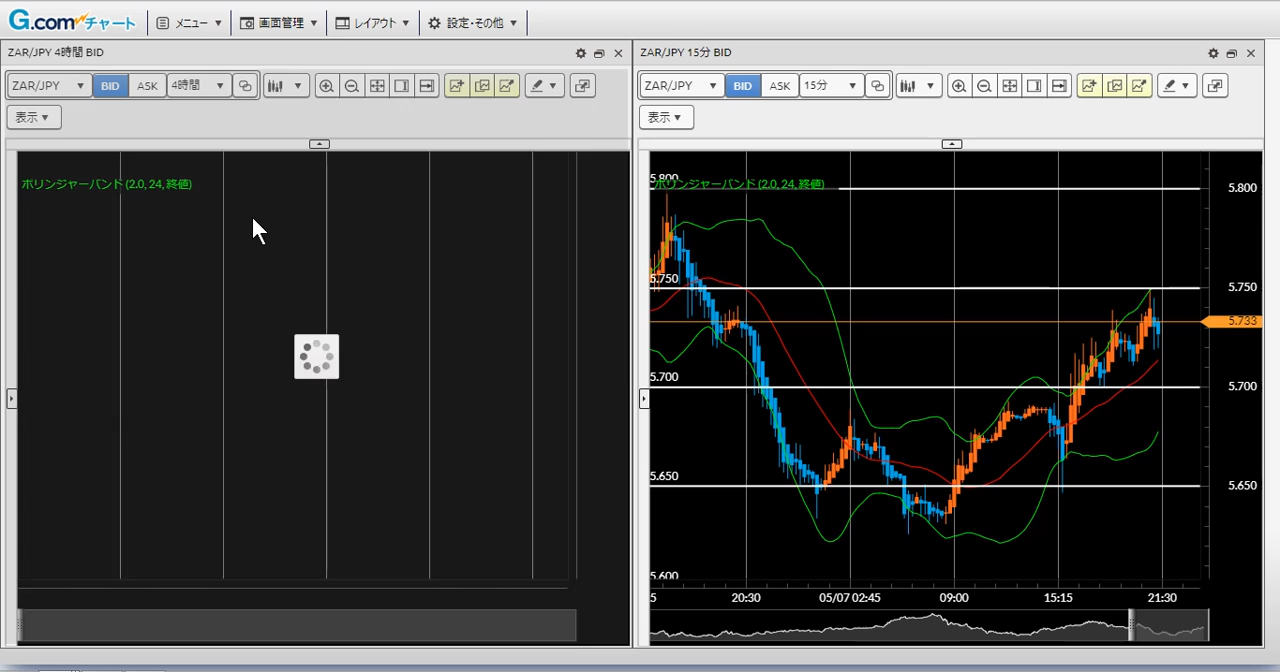 G.comチャート メニュー 画面管理 レイアウト 設定・その他
ZAR/JPY 4時間 BID
ZAR/JPY BID ASK 4時間
表示
ボリンジャーバンド (2.0, 24, 終値)
ZAR/JPY 15分 BID
ZAR/JPY BID ASK 15分
表示
5.800
ボリンジャーバンド (2.0, 24, 終値)
5.800
5.750
5.750
5.733
5.700
5.700
5.650
5.650
5.600
5 20:30 05/07 02:45 09:00 15:15 21:30